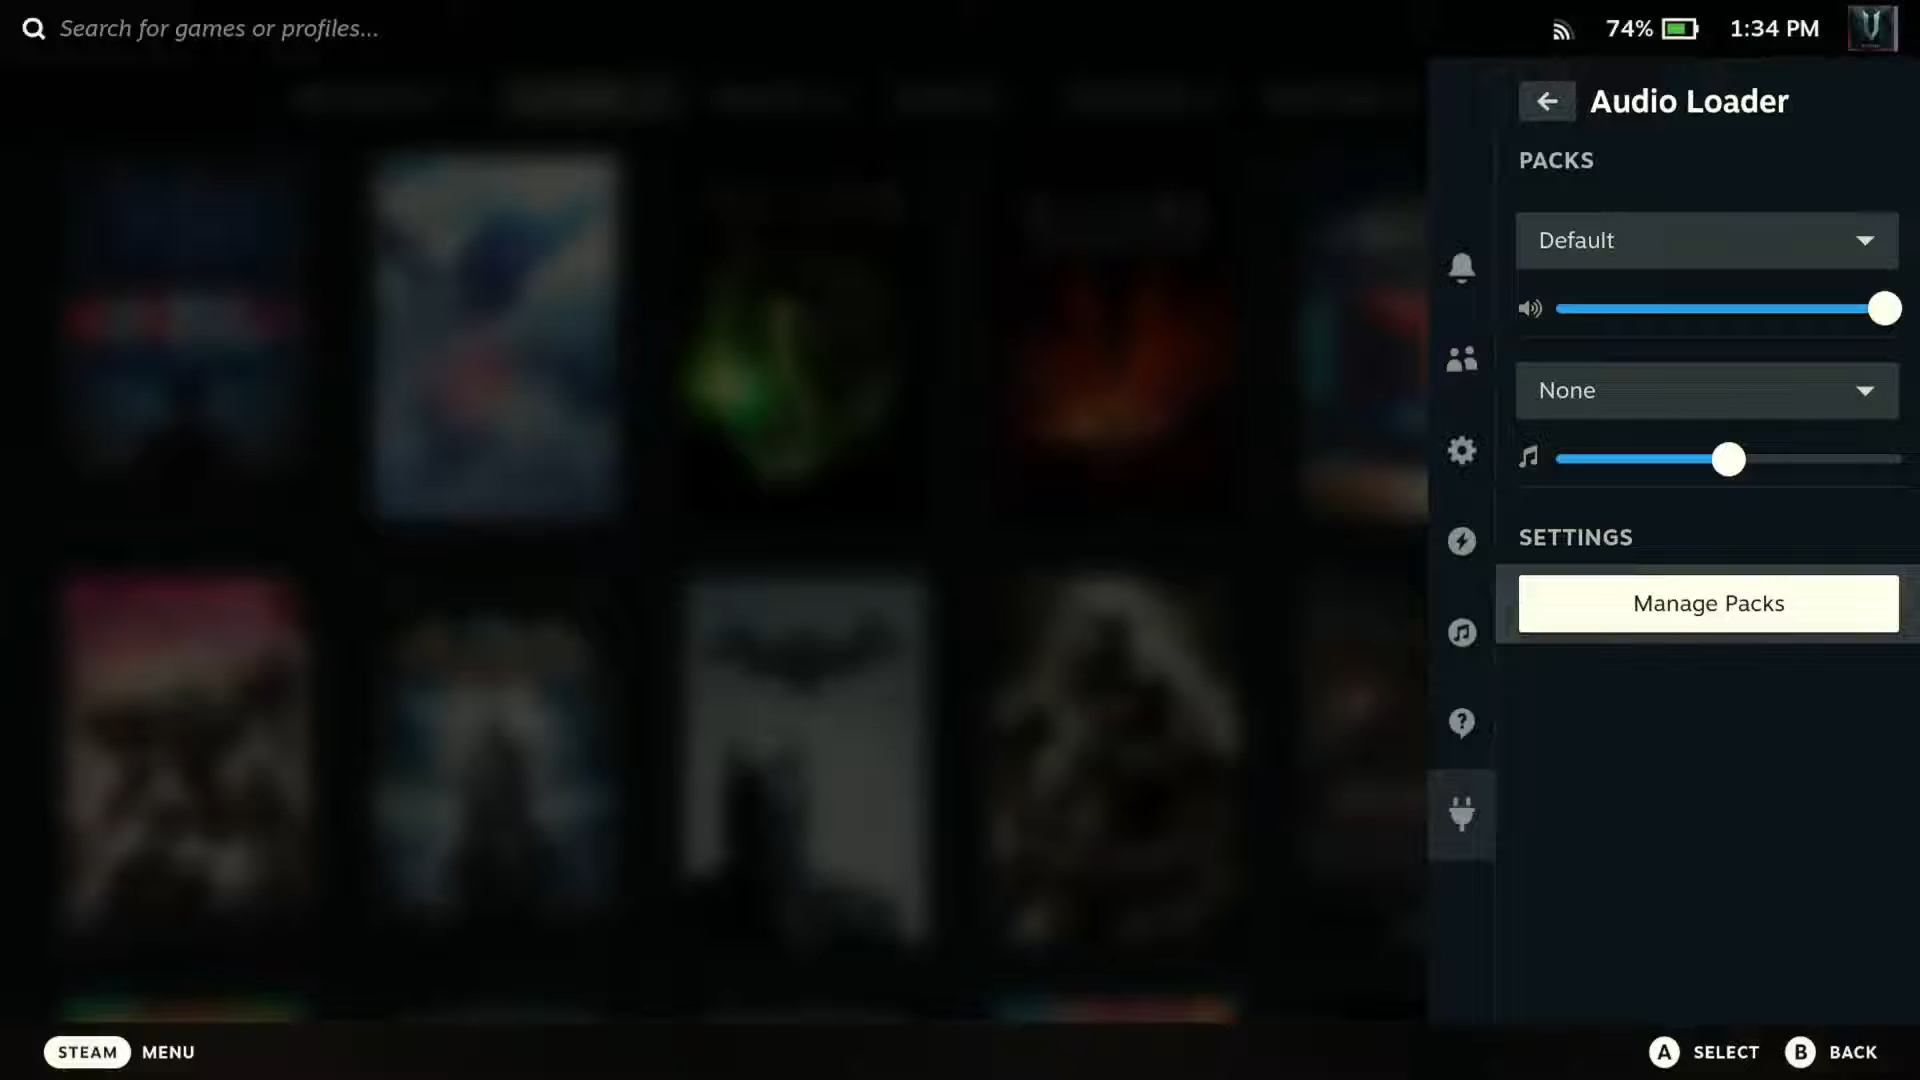 Search for games or profiles...
74%
1:34 PM
Audio Loader
PACKS
Default
None
SETTINGS
Manage Packs
STEAM MENU
A SELECT B BACK